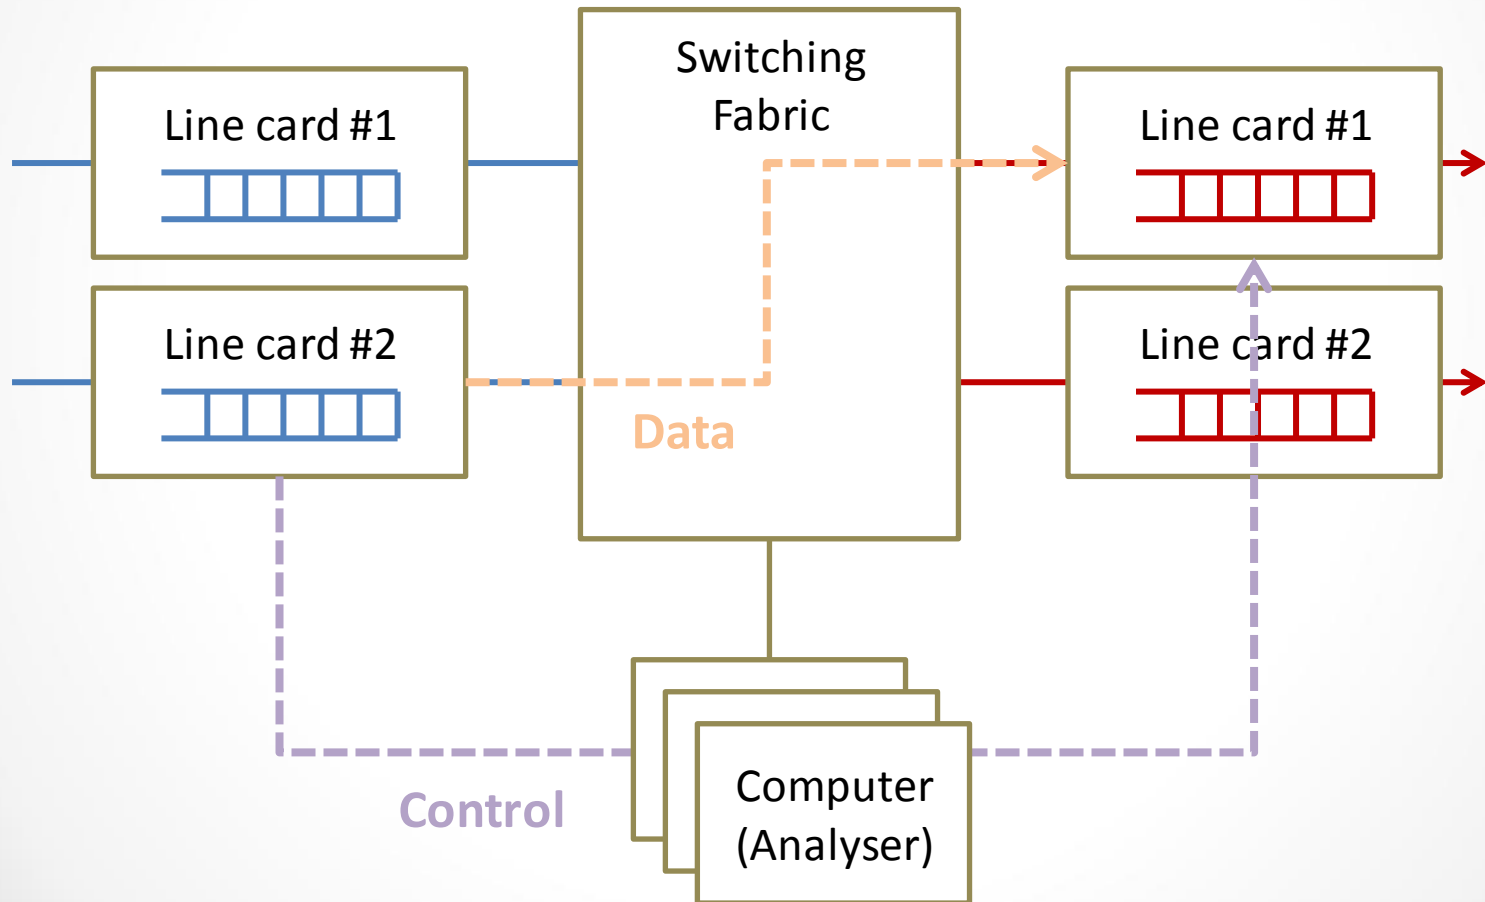 Switching
Fabric
Line card #1
Line card #1
Line card #2
Line card #2
Data
Control
Computer
(Analyser)